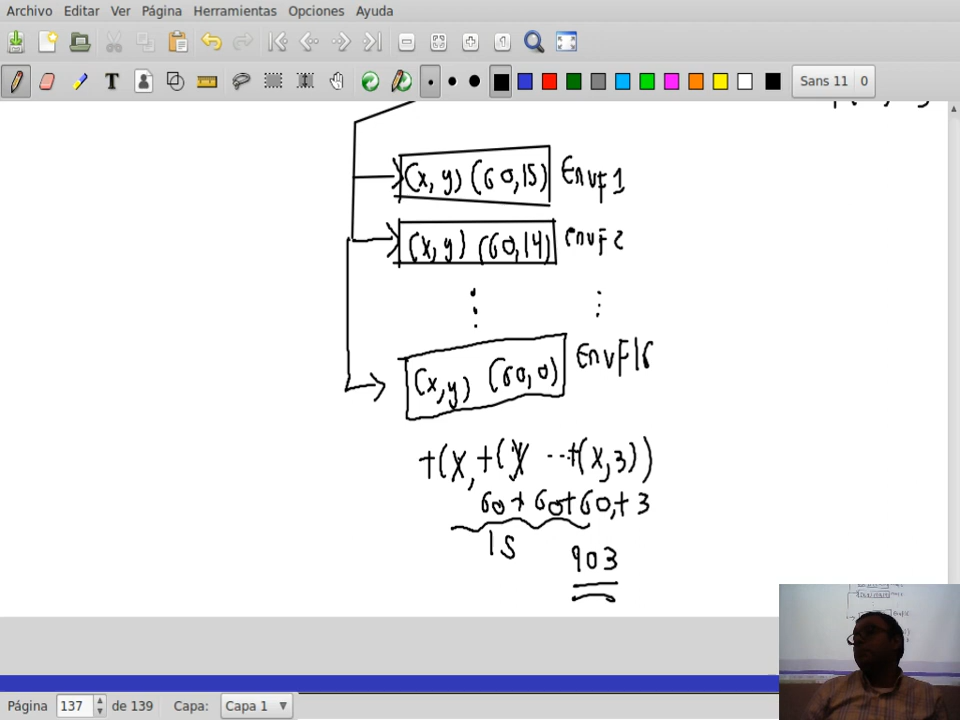 Archivo Editar Ver Página Herramientas Opciones Ayuda
Sans 11 0
(x, y) (60,15) Envf1
(x, y) (60,14) envf2
⋮ ⋮
(x,y) (60,0) EnvF16
+(x, +(y ...+(x,3))
60 + 60+60,+ 3
15
903
Página 137 de 139 Capa: Capa 1